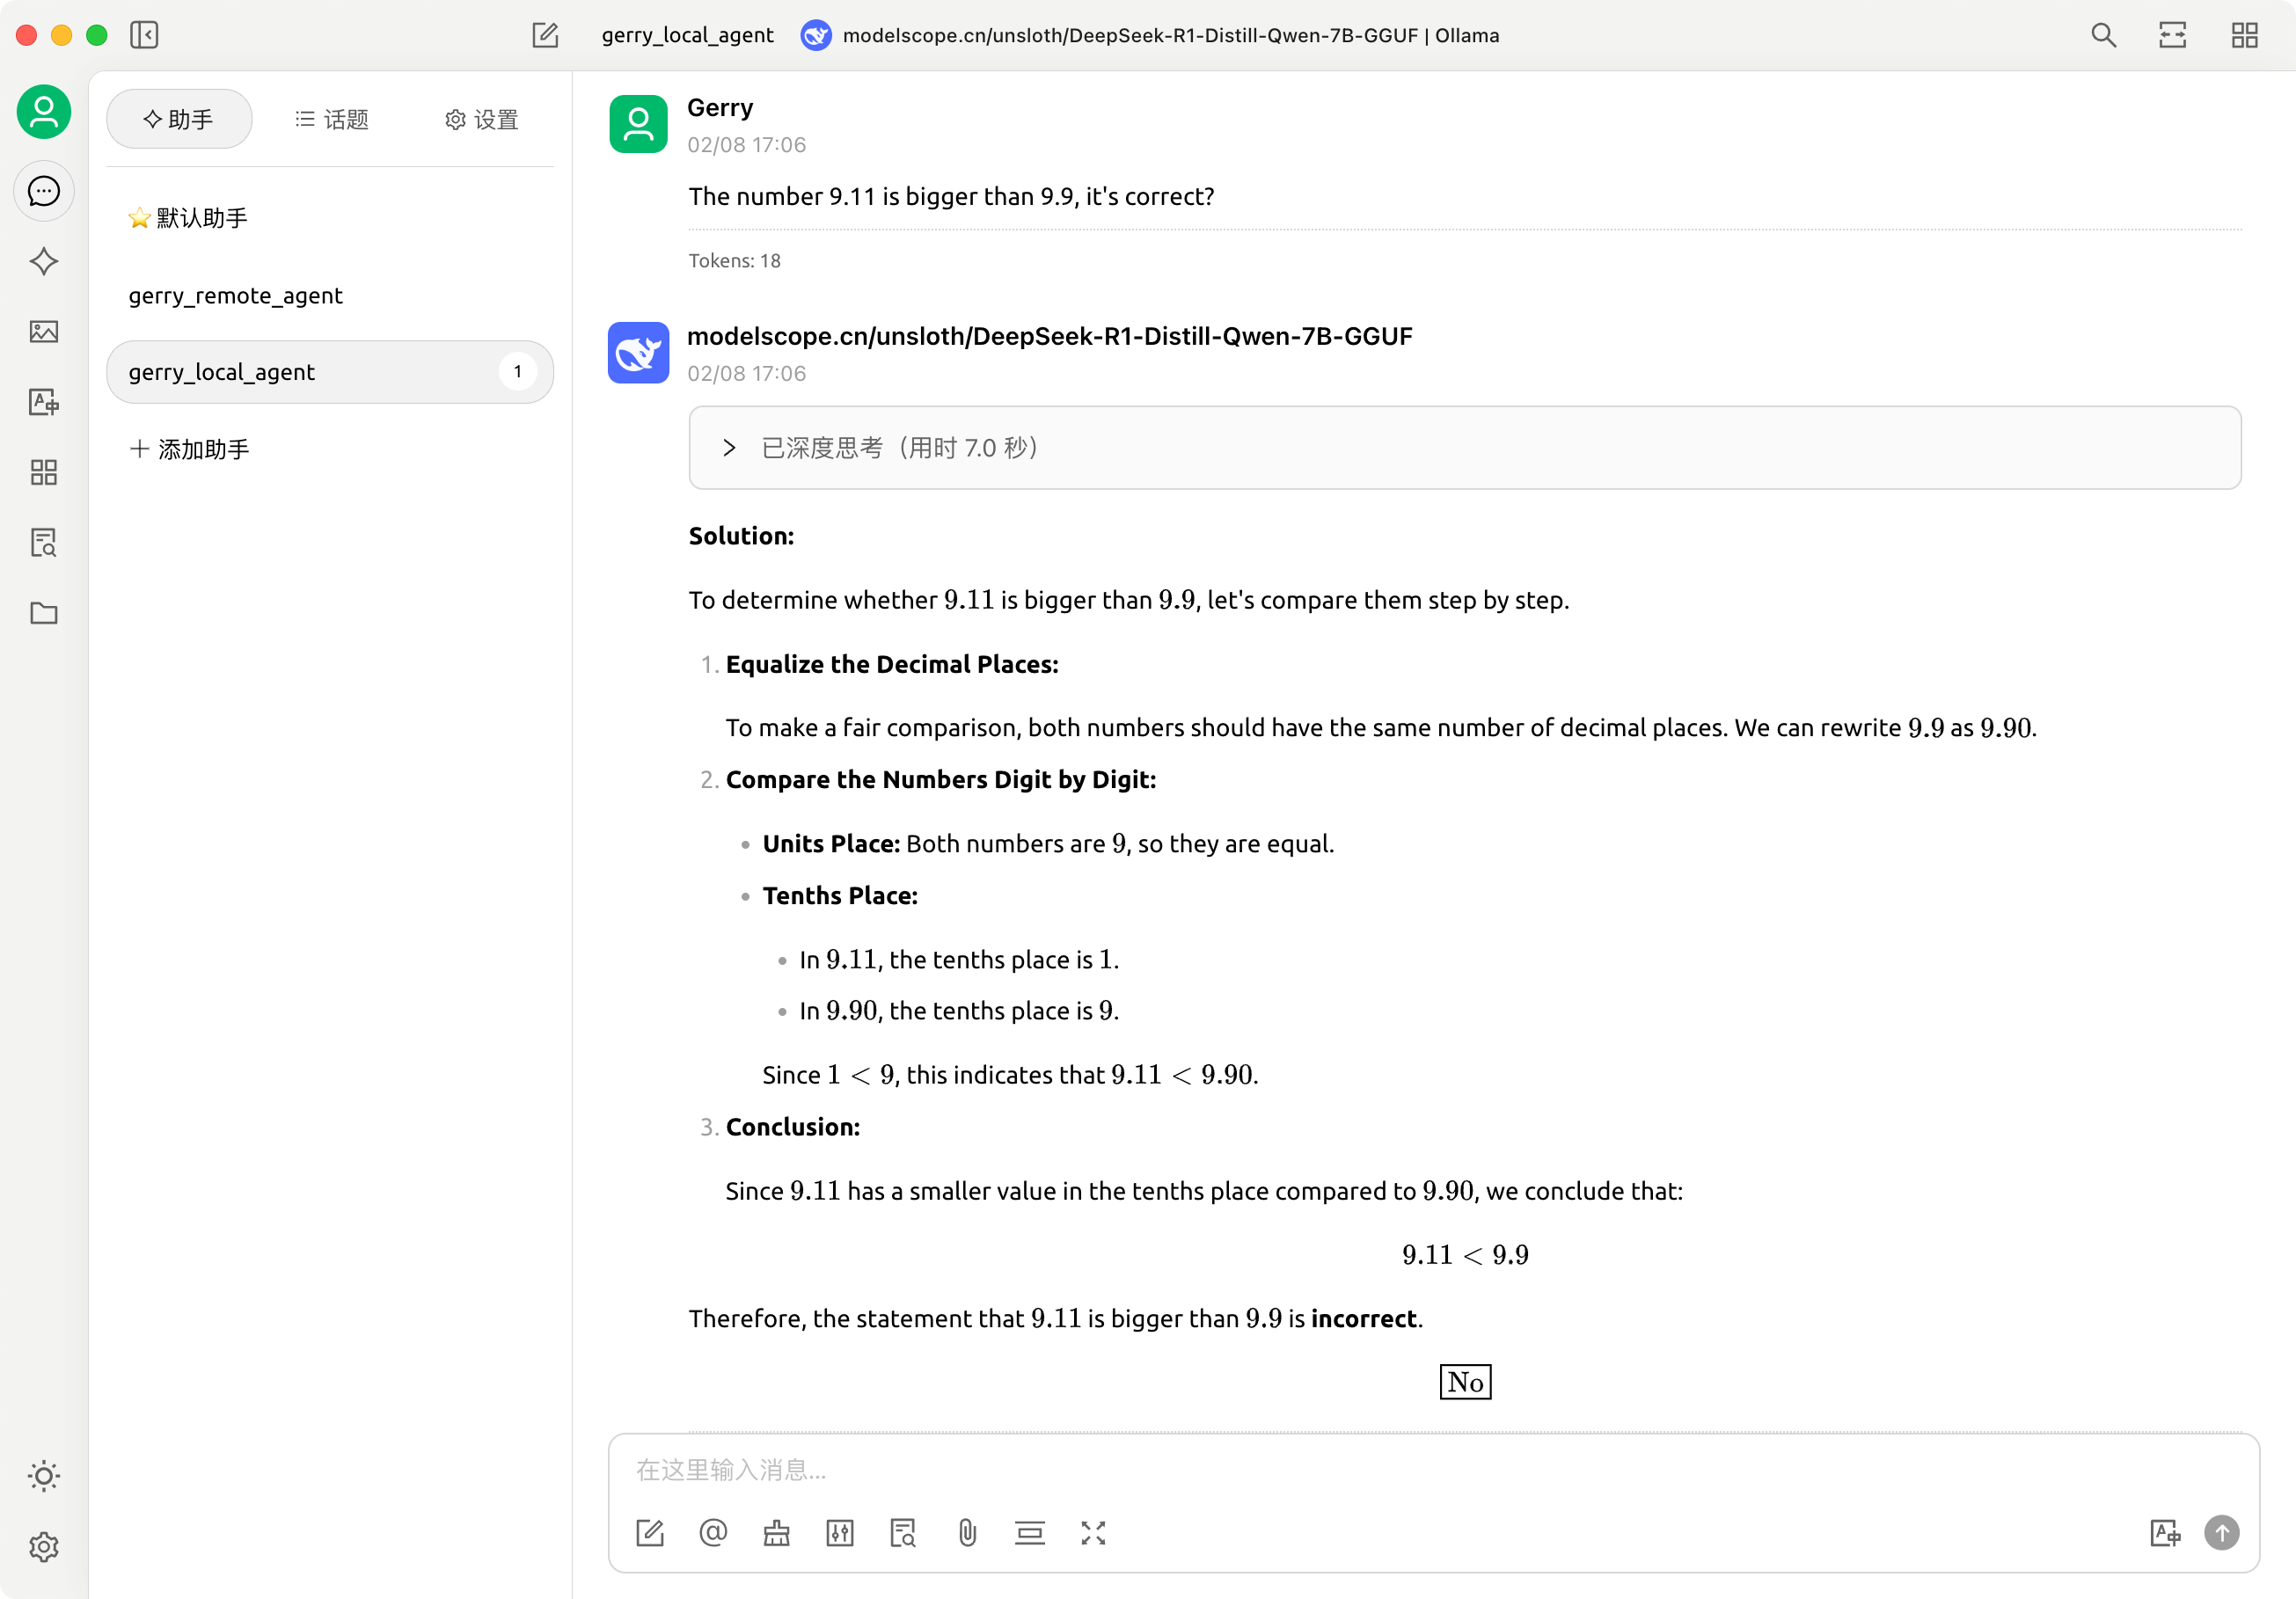 gerry_local_agent modelscope.cn/unsloth/DeepSeek-R1-Distill-Qwen-7B-GGUF | Ollama
助手 话题 设置
⭐ 默认助手
gerry_remote_agent
gerry_local_agent 1
+ 添加助手
Gerry
02/08 17:06
The number 9.11 is bigger than 9.9, it's correct?
Tokens: 18
modelscope.cn/unsloth/DeepSeek-R1-Distill-Qwen-7B-GGUF
02/08 17:06
已深度思考（用时 7.0 秒）
Solution:
To determine whether 9.11 is bigger than 9.9, let's compare them step by step.
1. Equalize the Decimal Places:
To make a fair comparison, both numbers should have the same number of decimal places. We can rewrite 9.9 as 9.90.
2. Compare the Numbers Digit by Digit:
• Units Place: Both numbers are 9, so they are equal.
• Tenths Place:
• In 9.11, the tenths place is 1.
• In 9.90, the tenths place is 9.
Since 1 < 9, this indicates that 9.11 < 9.90.
3. Conclusion:
Since 9.11 has a smaller value in the tenths place compared to 9.90, we conclude that:
9.11 < 9.9
Therefore, the statement that 9.11 is bigger than 9.9 is incorrect.
No
在这里输入消息...